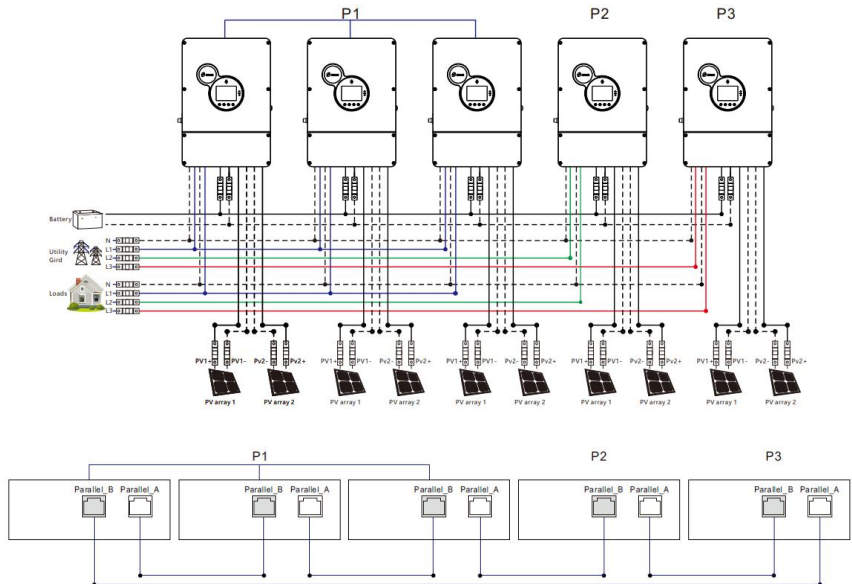 P1 P2 P3
Battery
Utility
Gird
N
L1
L2
L3
Loads
N
L1
L2
L3
PV1+ PV1- Pv2- Pv2+ PV1+ PV1- Pv2- Pv2+ PV1+ PV1- Pv2- Pv2+ PV1+ PV1- Pv2- Pv2+ PV1+ PV1- Pv2- Pv2+
PV array 1 PV array 2 PV array 1 PV array 2 PV array 1 PV array 2 PV array 1 PV array 2 PV array 1 PV array 2
P1 P2 P3
Parallel_B Parallel_A Parallel_B Parallel_A Parallel_B Parallel_A Parallel_B Parallel_A Parallel_B Parallel_A